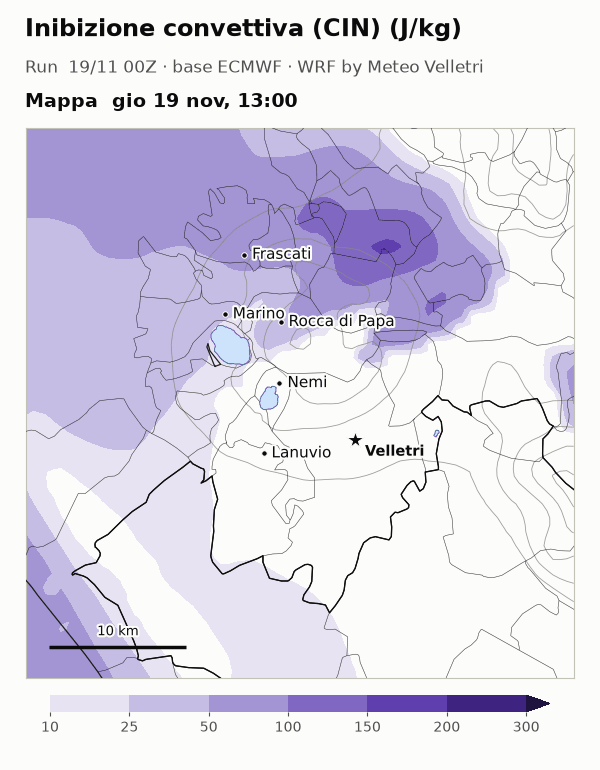 Inibizione convettiva (CIN) (J/kg)
Run  19/11 00Z · base ECMWF · WRF by Meteo Velletri
Mappa  gio 19 nov, 13:00
Frascati
Marino
Rocca di Papa
Nemi
Velletri
Lanuvio
10 km
10 25 50 100 150 200 300